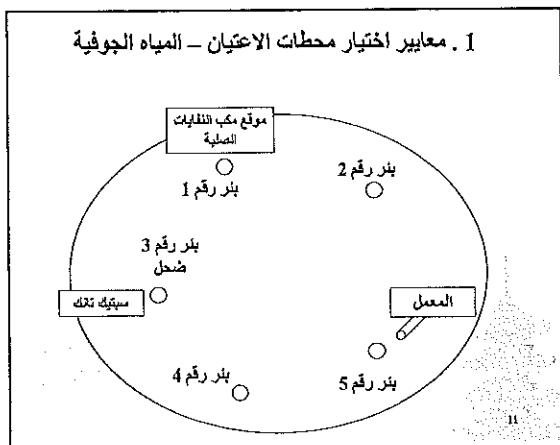 1 . معايير اختيار محطات الاعتيان – المياه الجوفية
موقع مكب النفايات
الصلبة
بئر رقم 1
بئر رقم 2
بئر رقم 3
ضحل
سبتيك تانك
المعمل
بئر رقم 4
بئر رقم 5
11